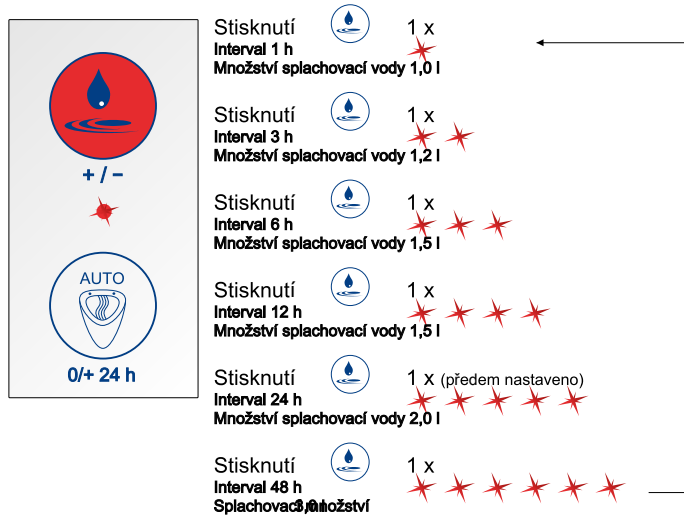 + / −
AUTO
0/+ 24 h
Stisknutí 1 x
Interval 1 h
Množství splachovací vody 1,0 l
Stisknutí 1 x
Interval 3 h
Množství splachovací vody 1,2 l
Stisknutí 1 x
Interval 6 h
Množství splachovací vody 1,5 l
Stisknutí 1 x
Interval 12 h
Množství splachovací vody 1,5 l
Stisknutí 1 x (předem nastaveno)
Interval 24 h
Množství splachovací vody 2,0 l
Stisknutí 1 x
Interval 48 h
Splachovací množství